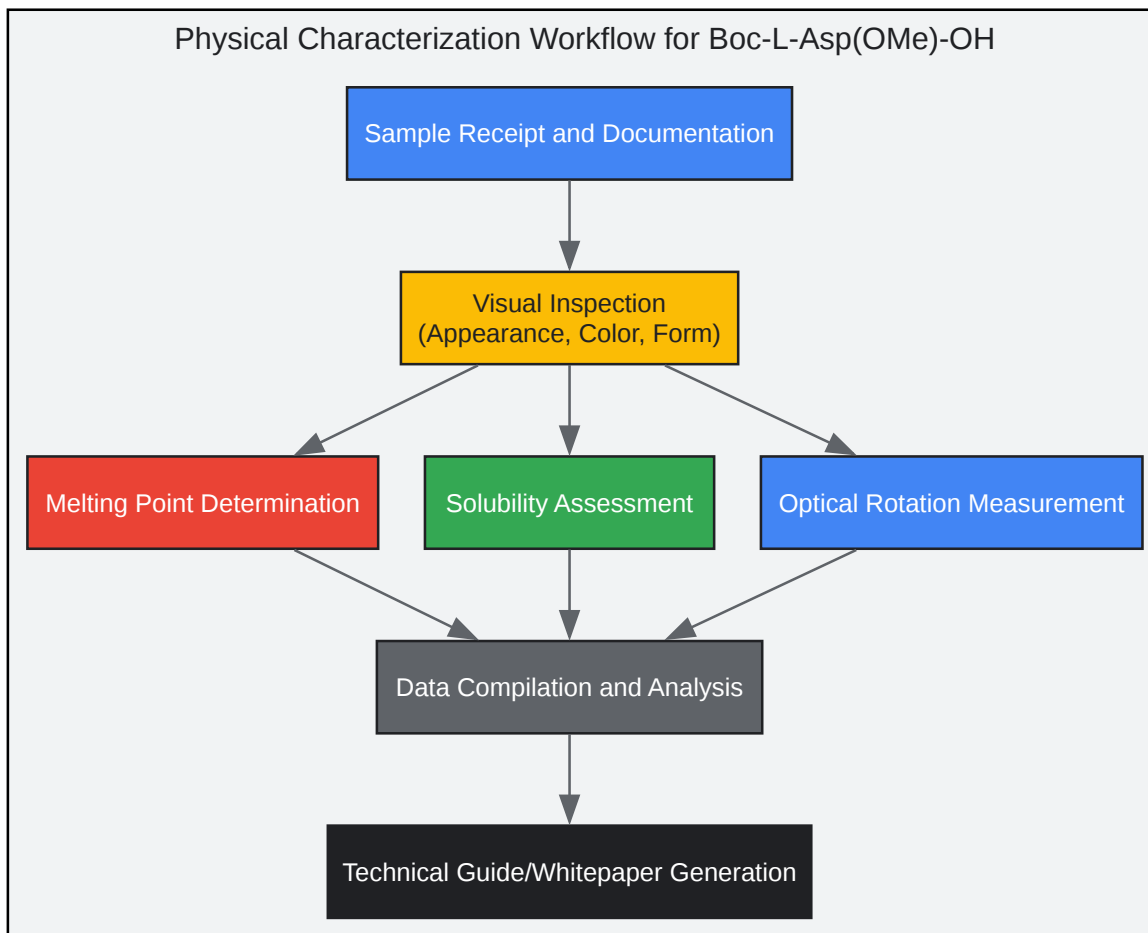 Physical Characterization Workflow for Boc-L-Asp(OMe)-OH
Sample Receipt and Documentation
Visual Inspection
(Appearance, Color, Form)
Melting Point Determination
Solubility Assessment
Optical Rotation Measurement
Data Compilation and Analysis
Technical Guide/Whitepaper Generation